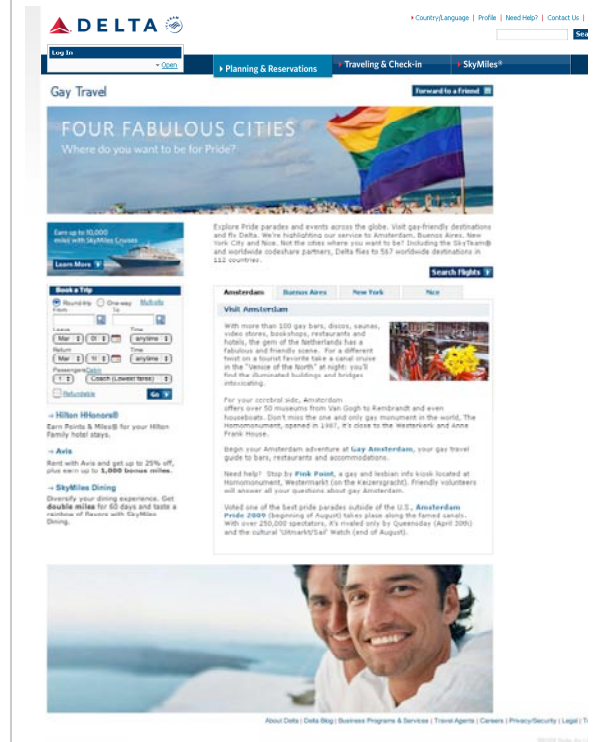 DELTA
Country/Language | Profile | Need Help? | Contact Us |
Sea
Log In
Open
Planning & Reservations
Traveling & Check-in
SkyMiles®
Gay Travel
Forward to a Friend
FOUR FABULOUS CITIES
Where do you want to be for Pride?
Earn up to 10,000
miles with SkyMiles Cruises
Learn More
Explore Pride parades and events across the globe. Visit gay-friendly destinations
and fly Delta. We're highlighting our service to Amsterdam, Buenos Aires, New
York City and Nice. Not the cities where you want to be? Including the SkyTeam®
and worldwide codeshare partners, Delta flies to 567 worldwide destinations in
112 countries.
Search Flights
Book a Trip
Round-trip One-way Multi-city
From To
Leave Time
Mar 01 anytime
Return Time
Mar 11 anytime
Passengers Cabin
1 Coach (Lowest fares)
Refundable Go
Amsterdam Buenos Aires New York Nice
Visit Amsterdam
With more than 100 gay bars, discos, saunas,
video stores, bookshops, restaurants and
hotels, the gem of the Netherlands has a
fabulous and friendly scene. For a different
twist on a tourist favorite take a canal cruise
in the "Venice of the North" at night: you'll
find the illuminated buildings and bridges
intoxicating.
For your cerebral side, Amsterdam
offers over 50 museums from Van Gogh to Rembrandt and even
houseboats. Don't miss the one and only gay monument in the world, The
Homomonument, opened in 1987, it's close to the Westerkerk and Anne
Frank House.
Begin your Amsterdam adventure at Gay Amsterdam, your gay travel
guide to bars, restaurants and accommodations.
Need help? Stop by Pink Point, a gay and lesbian info kiosk located at
Homomonument, Westermarkt (on the Keizersgracht). Friendly volunteers
will answer all your questions about gay Amsterdam.
Voted one of the best pride parades outside of the U.S., Amsterdam
Pride 2009 (beginning of August) takes place along the famed canals.
With over 250,000 spectators, it's rivaled only by Queensday (April 30th)
and the cultural 'Uitmarkt/Sail' Watch (end of August).
Hilton HHonors®
Earn Points & Miles® for your Hilton
Family hotel stays.
Avis
Rent with Avis and get up to 25% off,
plus earn up to 1,000 bonus miles.
SkyMiles Dining
Diversify your dining experience. Get
double miles for 60 days and taste a
rainbow of flavors with SkyMiles
Dining.
About Delta | Delta Blog | Business Programs & Services | Travel Agents | Careers | Privacy/Security | Legal |